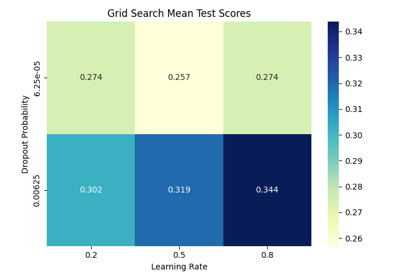 Grid Search Mean Test Scores
Dropout Probability
6.25e-05
0.274 0.257 0.274
0.00625
0.302 0.319 0.344
0.2 0.5 0.8
Learning Rate
0.34
0.33
0.32
0.31
0.30
0.29
0.28
0.27
0.26